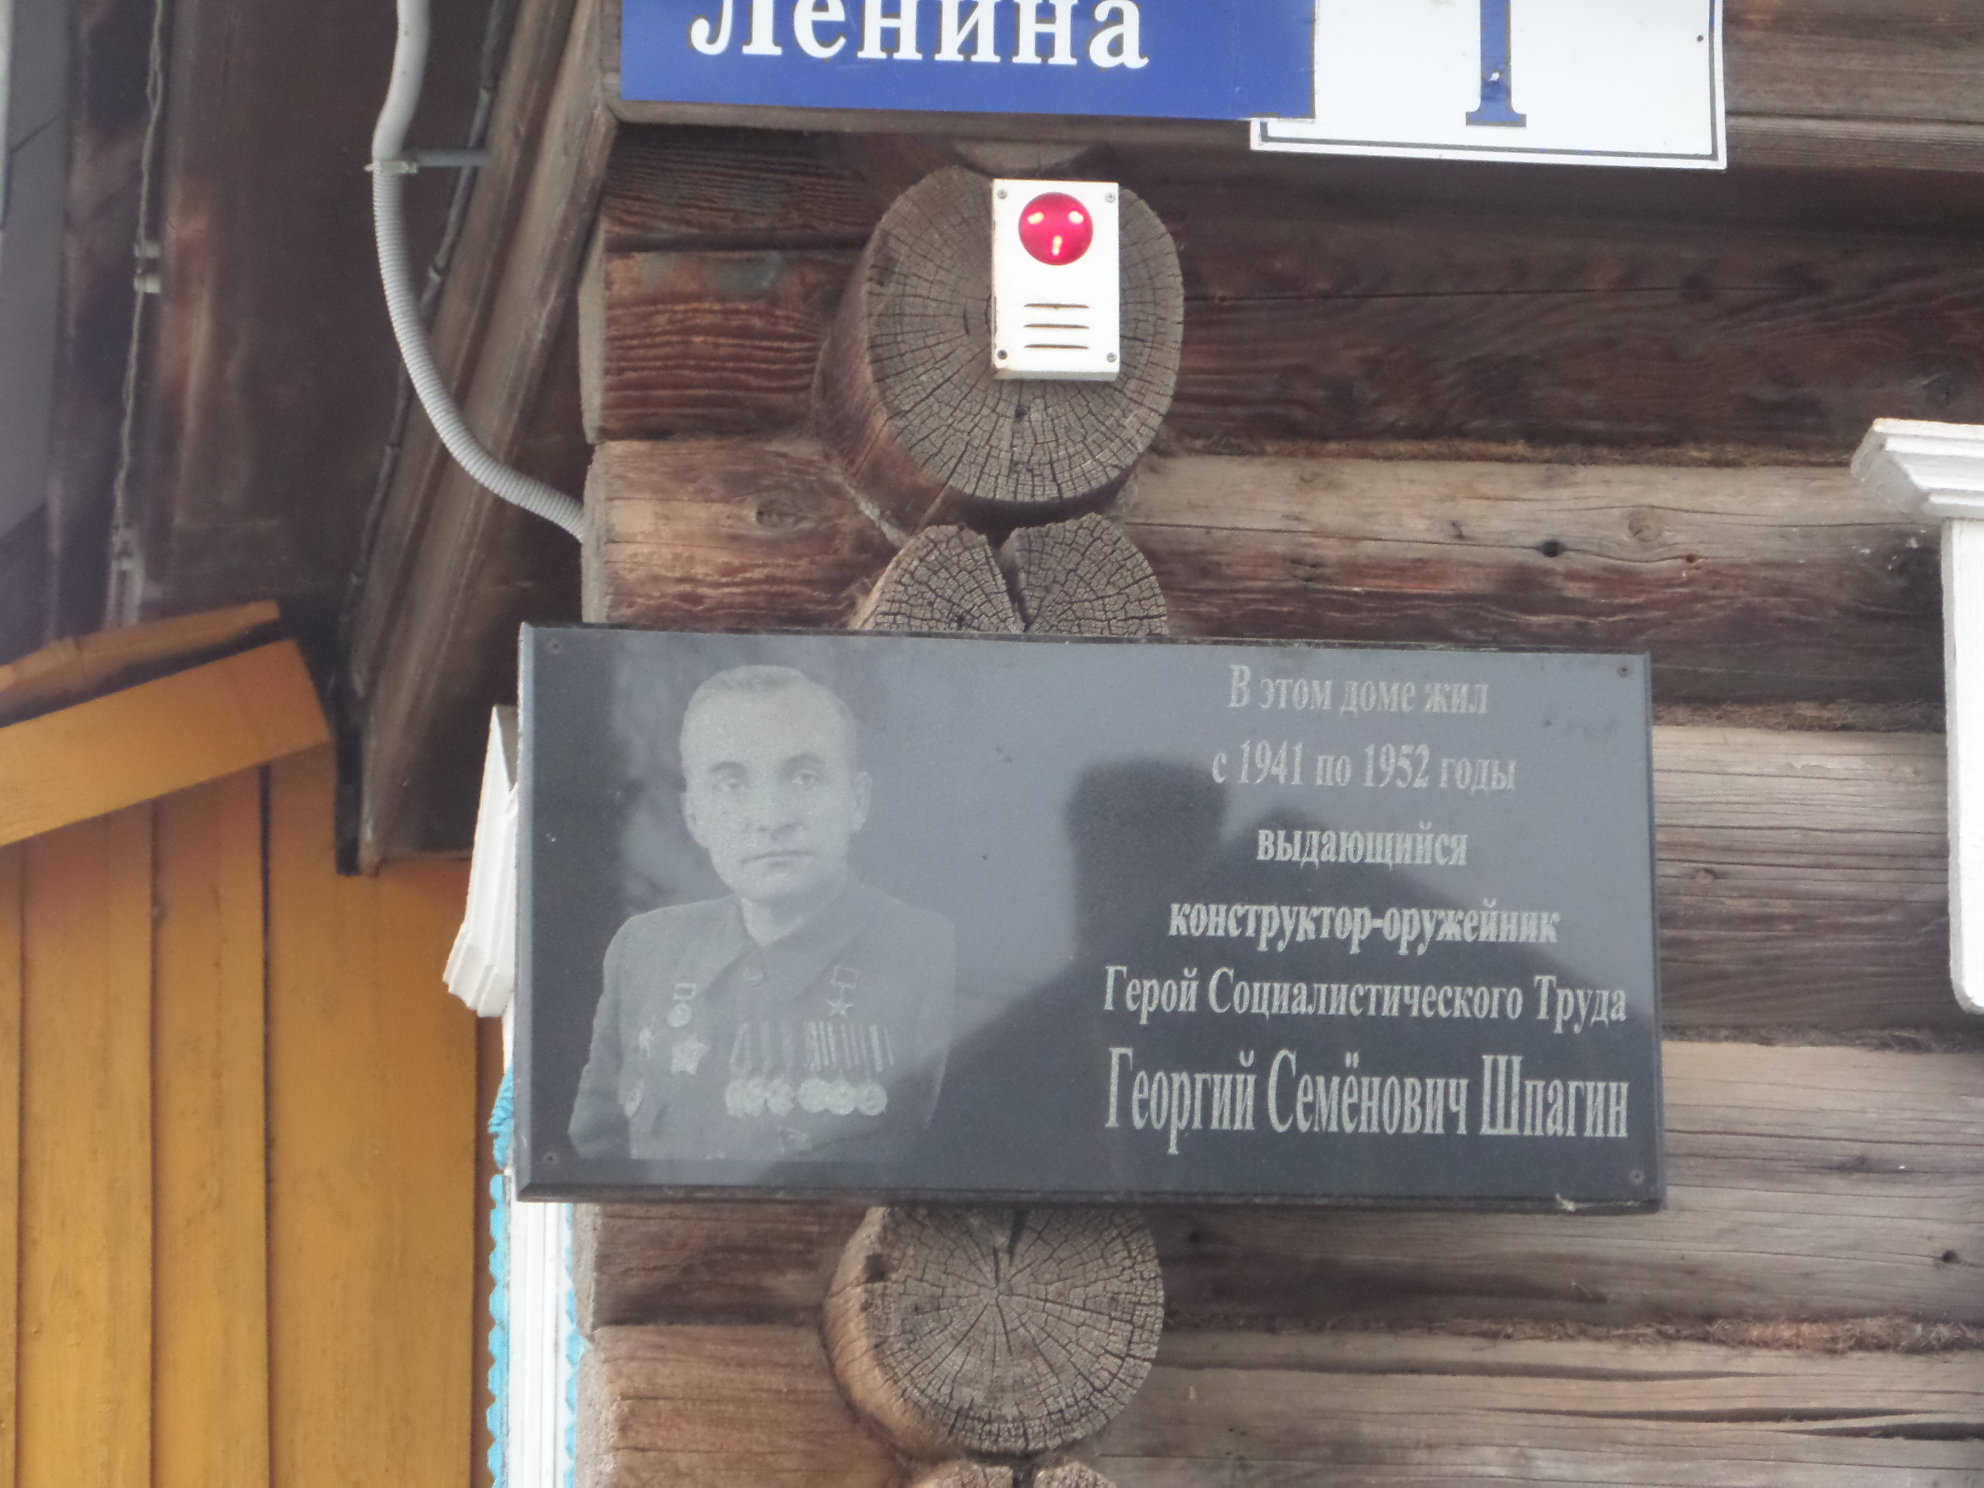 Ленина
1
В этом доме жил
с 1941 по 1952 годы
выдающийся
конструктор-оружейник
Герой Социалистического Труда
Георгий Семёнович Шпагин